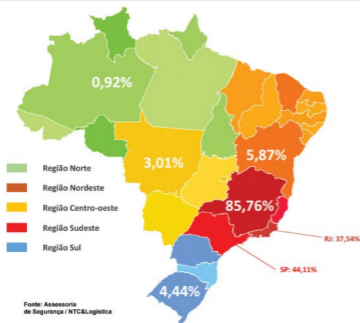 0,92%
3,01%
5,87%
85,76%
RJ: 37,54%
SP: 44,11%
4,44%
Região Norte
Região Nordeste
Região Centro-oeste
Região Sudeste
Região Sul
Fonte: Assessoria
de Segurança / NTC&Logística